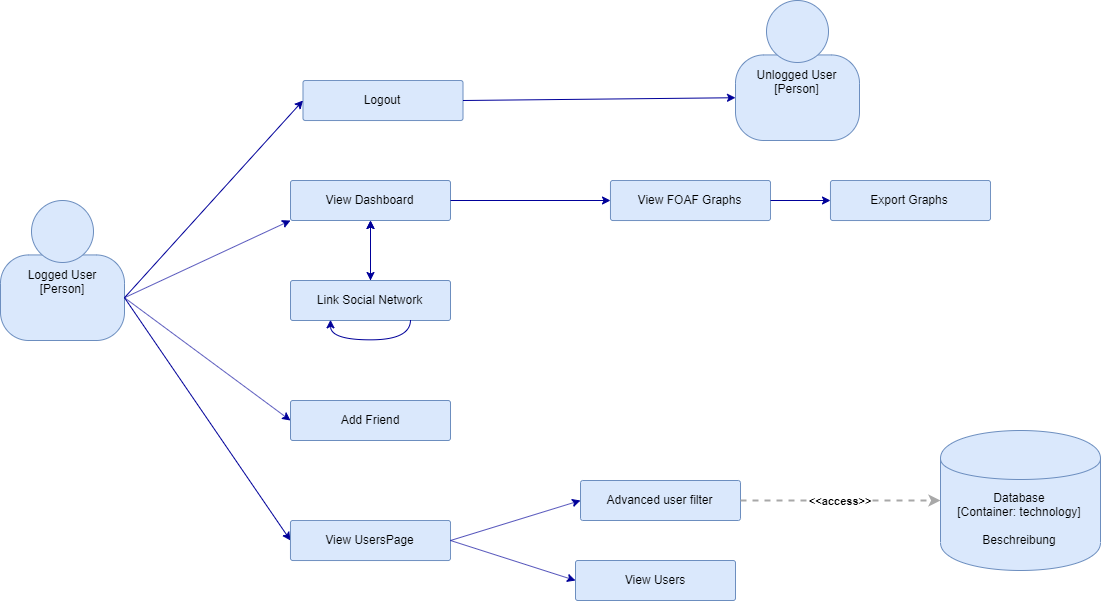 Unlogged User
[Person]
Logout
View Dashboard
View FOAF Graphs
Export Graphs
Logged User
[Person]
Link Social Network
Add Friend
Advanced user filter
<<access>>
Database
[Container: technology]
Beschreibung
View UsersPage
View Users